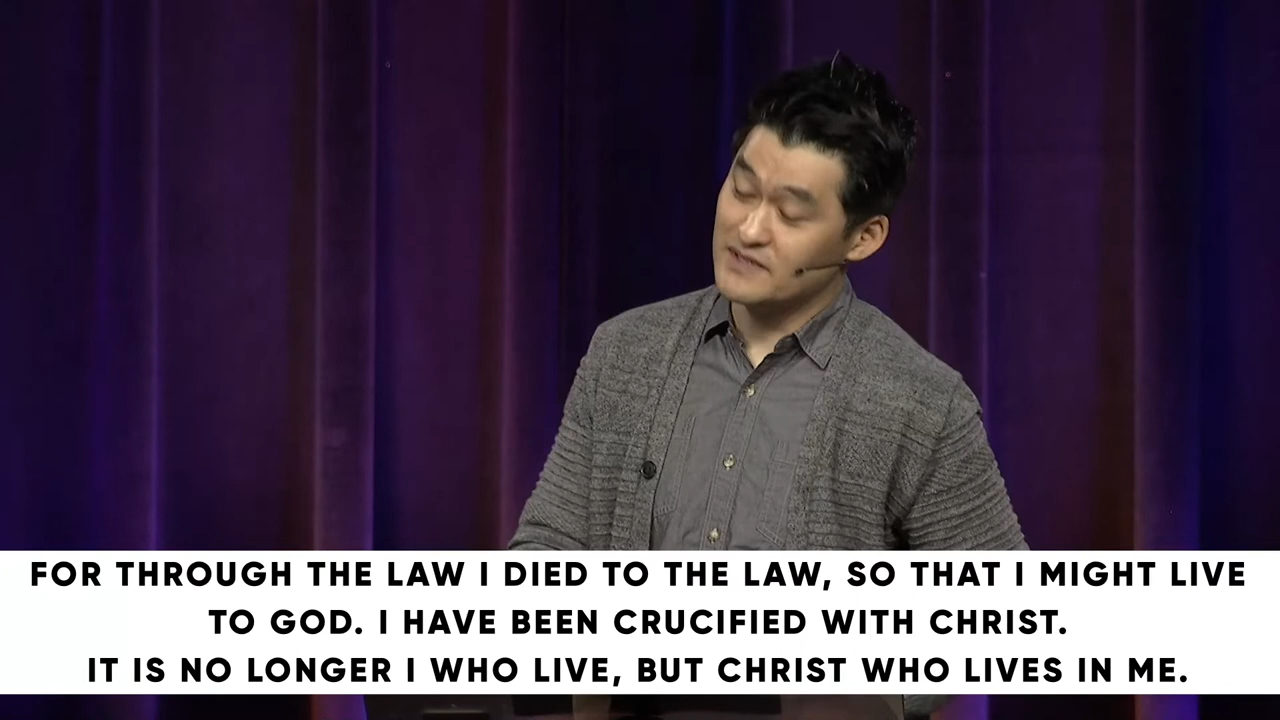 FOR THROUGH THE LAW I DIED TO THE LAW, SO THAT I MIGHT LIVE
TO GOD. I HAVE BEEN CRUCIFIED WITH CHRIST.
IT IS NO LONGER I WHO LIVE, BUT CHRIST WHO LIVES IN ME.